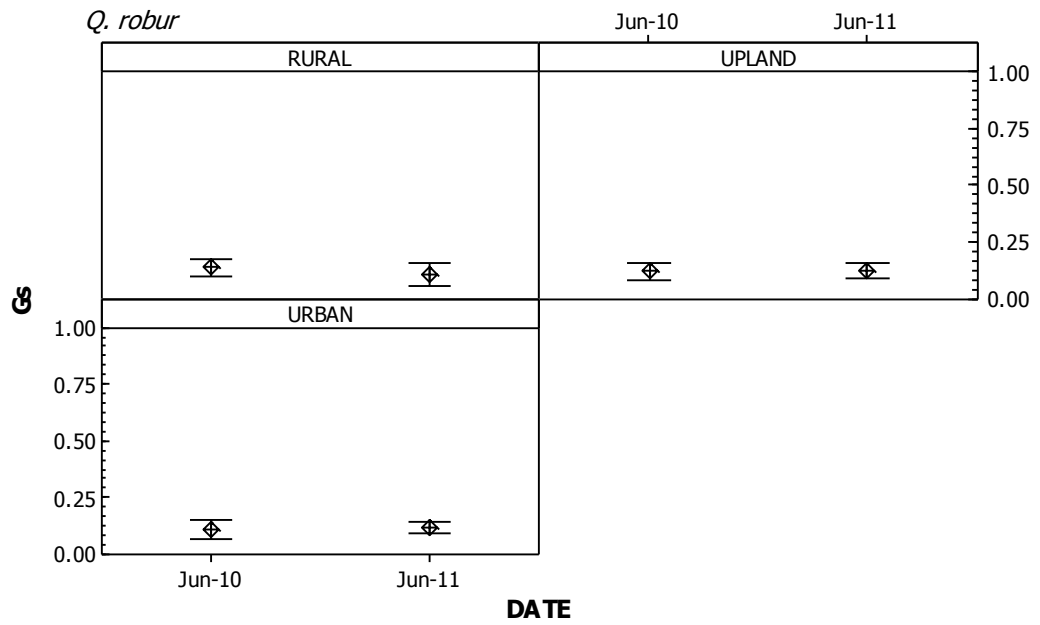 Q. robur
Jun-10 Jun-11
RURAL UPLAND
1.00
0.75
0.50
0.25
0.00
Gs
URBAN
1.00
0.75
0.50
0.25
0.00
Jun-10 Jun-11
DATE